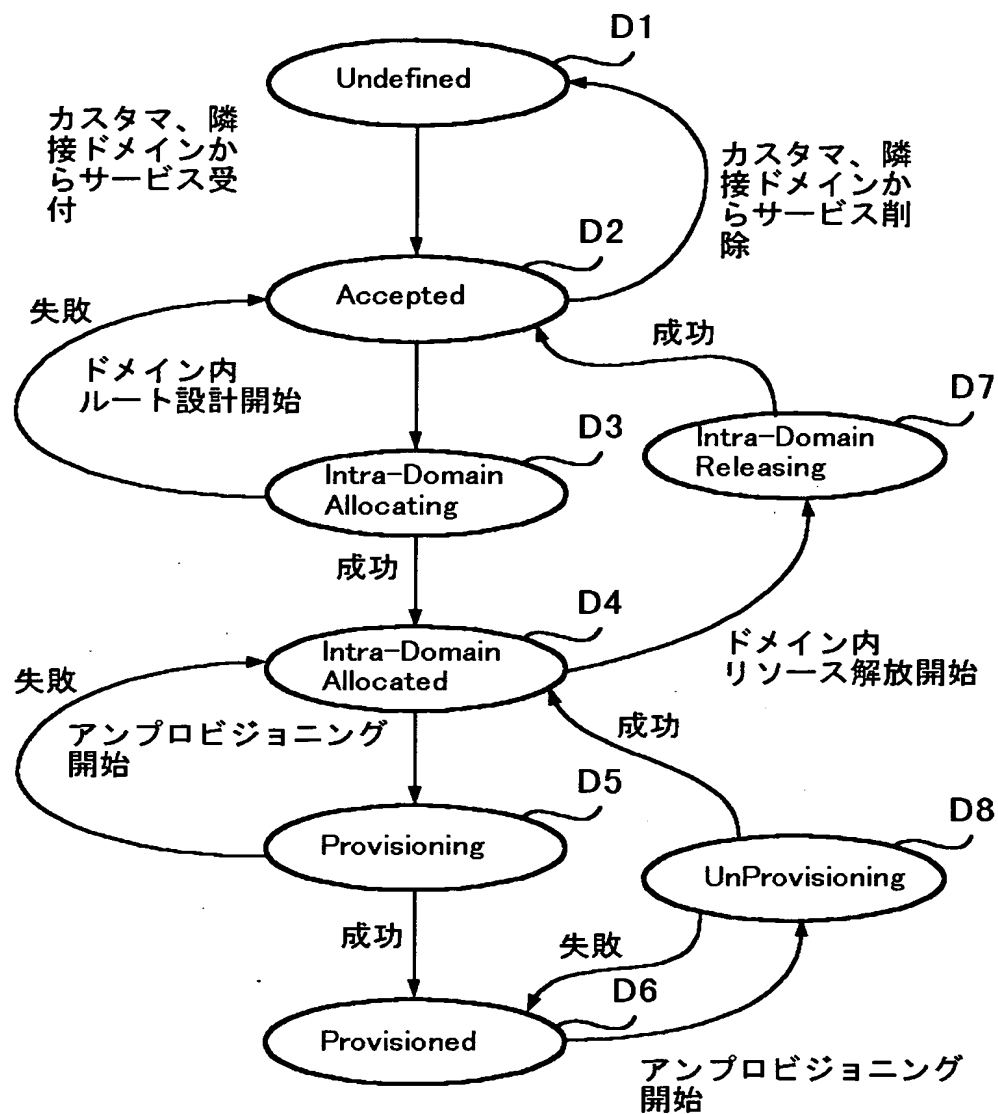 D1
Undefined
カスタマ、隣
接ドメインか
らサービス受
付
カスタマ、隣
接ドメインか
らサービス削
除
D2
Accepted
失敗
成功
ドメイン内
ルート設計開始
D7
Intra-Domain
Releasing
D3
Intra-Domain
Allocating
成功
D4
Intra-Domain
Allocated
ドメイン内
リソース解放開始
失敗
成功
アンプロビジョニング
開始
D5
Provisioning
D8
UnProvisioning
成功
失敗
D6
Provisioned
アンプロビジョニング
開始